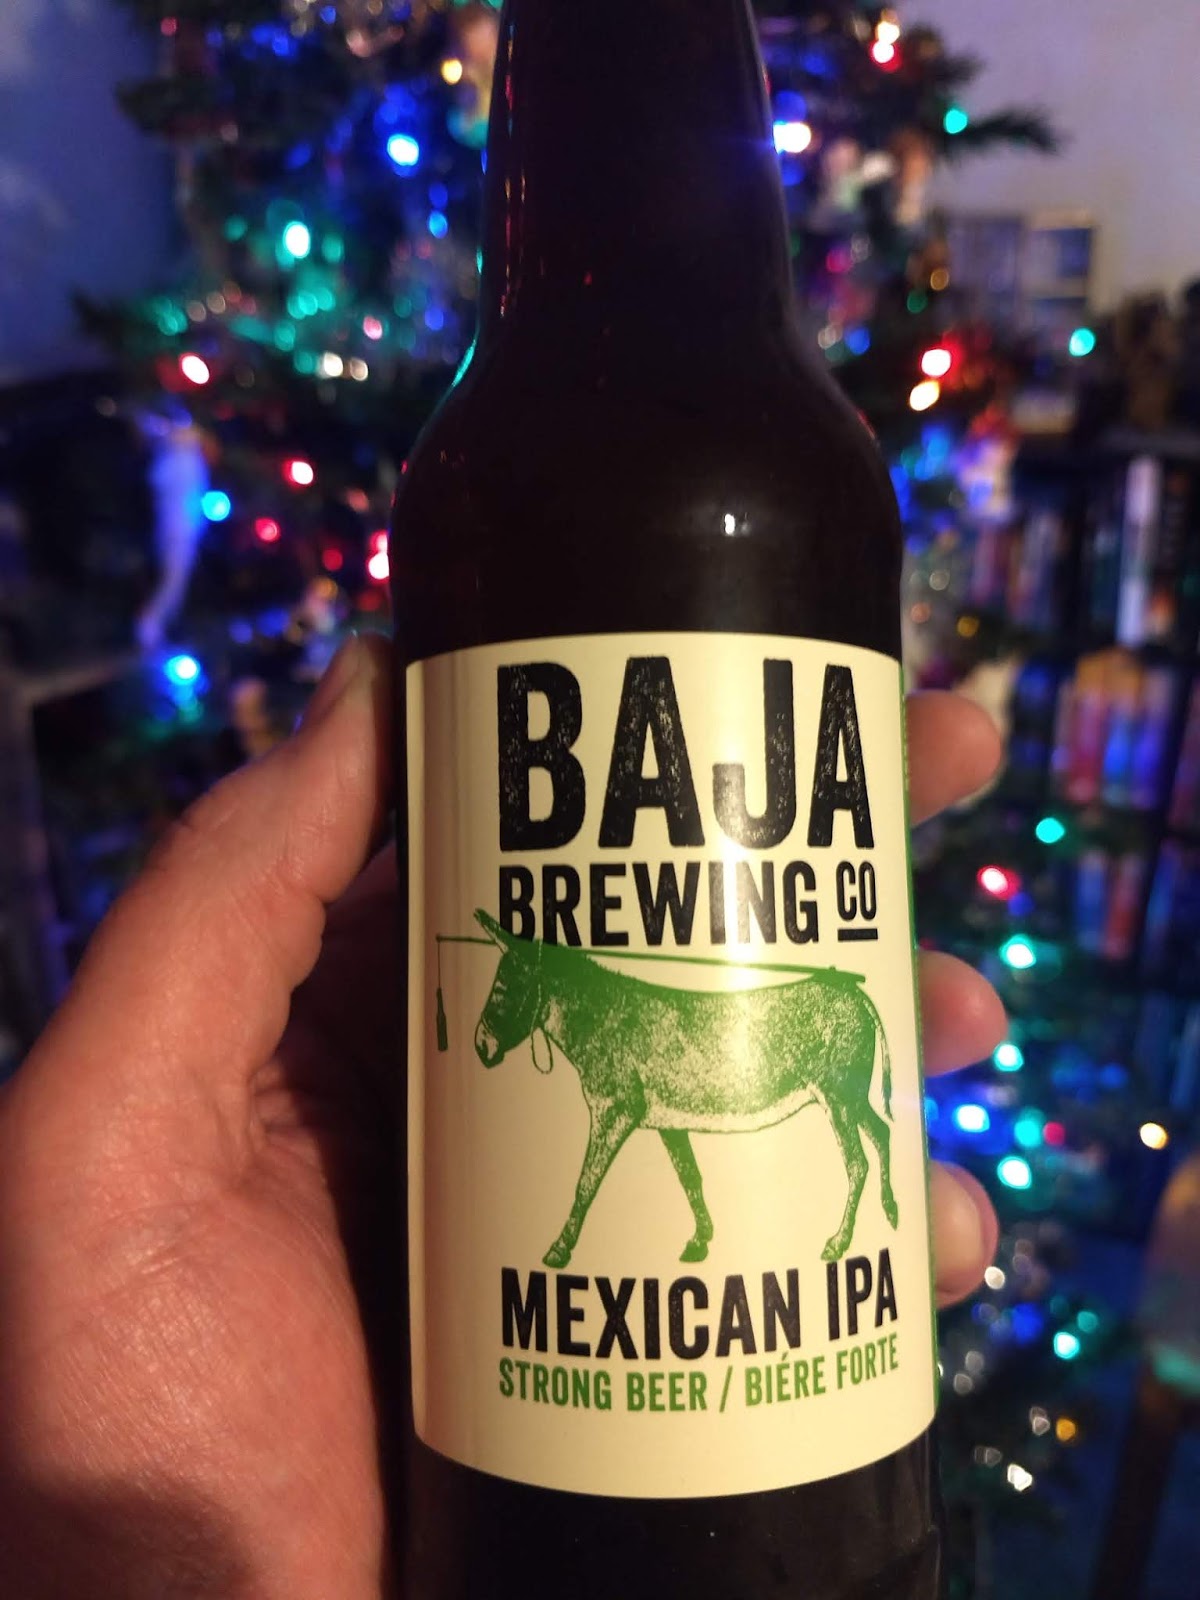 BAJA
BREWING CO
MEXICAN IPA
STRONG BEER / BIÉRE FORTE